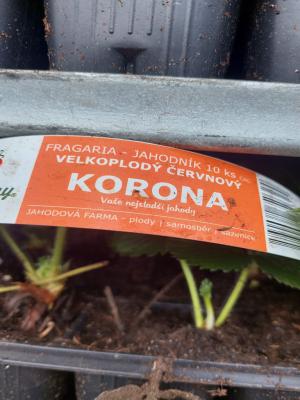 FRAGARIA - JAHODNÍK 10 ks
VELKOPLODÝ ČERVNOVÝ
KORONA
Vaše nejsladší jahody
JAHODOVÁ FARMA - plody | samosběr | sazenice